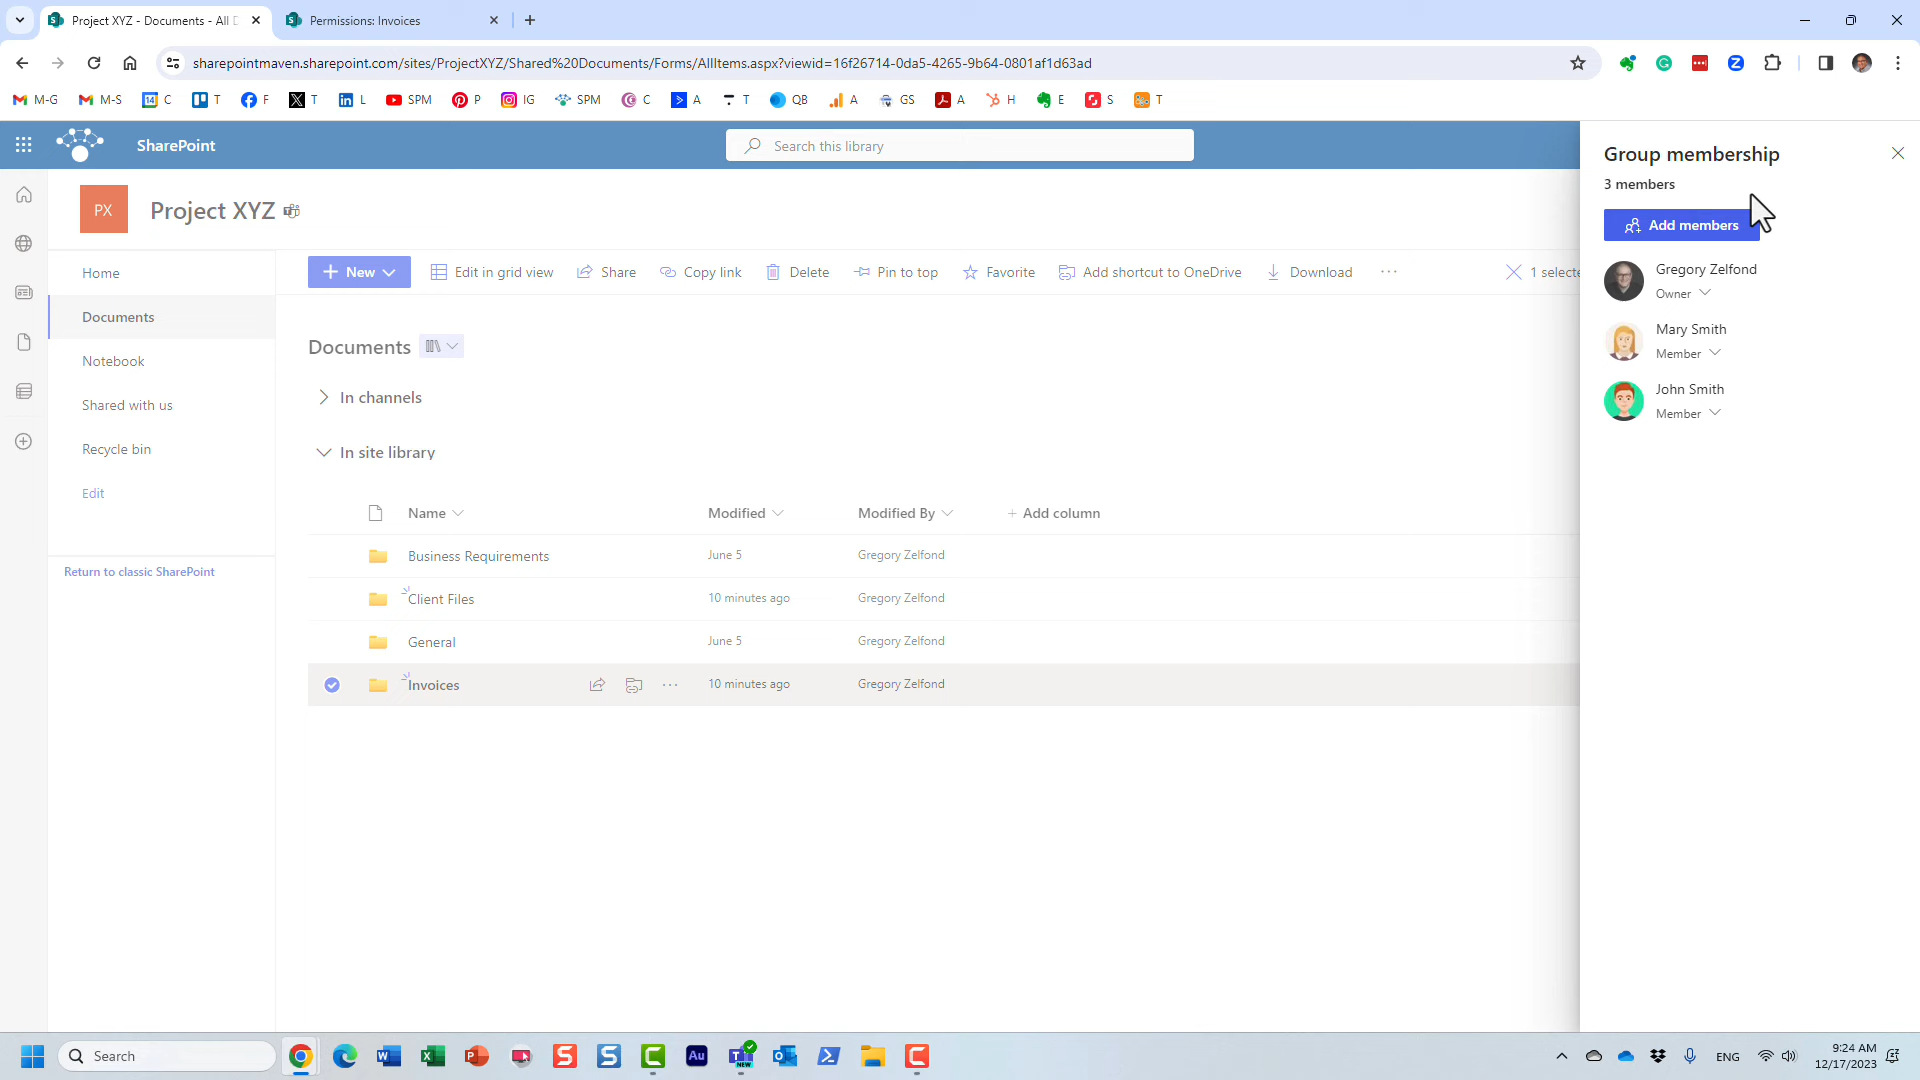 Project XYZ - Documents - All D
Permissions: Invoices
sharepointmaven.sharepoint.com/sites/ProjectXYZ/Shared%20Documents/Forms/AllItems.aspx?viewid=16f26714-0da5-4265-9b64-0801af1d63ad
M-G M-S 14 C T F T L SPM P IG SPM C A T QB A GS A H E S T
SharePoint
Search this library
Group membership
3 members
Add members
Gregory Zelfond
Owner
Mary Smith
Member
John Smith
Member
PX
Project XYZ
Home
Documents
Notebook
Shared with us
Recycle bin
Edit
Return to classic SharePoint
New Edit in grid view Share Copy link Delete Pin to top Favorite Add shortcut to OneDrive Download 1 selecte
Documents
In channels
In site library
Name Modified Modified By Add column
Business Requirements June 5 Gregory Zelfond
Client Files 10 minutes ago Gregory Zelfond
General June 5 Gregory Zelfond
Invoices 10 minutes ago Gregory Zelfond
Search
ENG
9:24 AM
12/17/2023